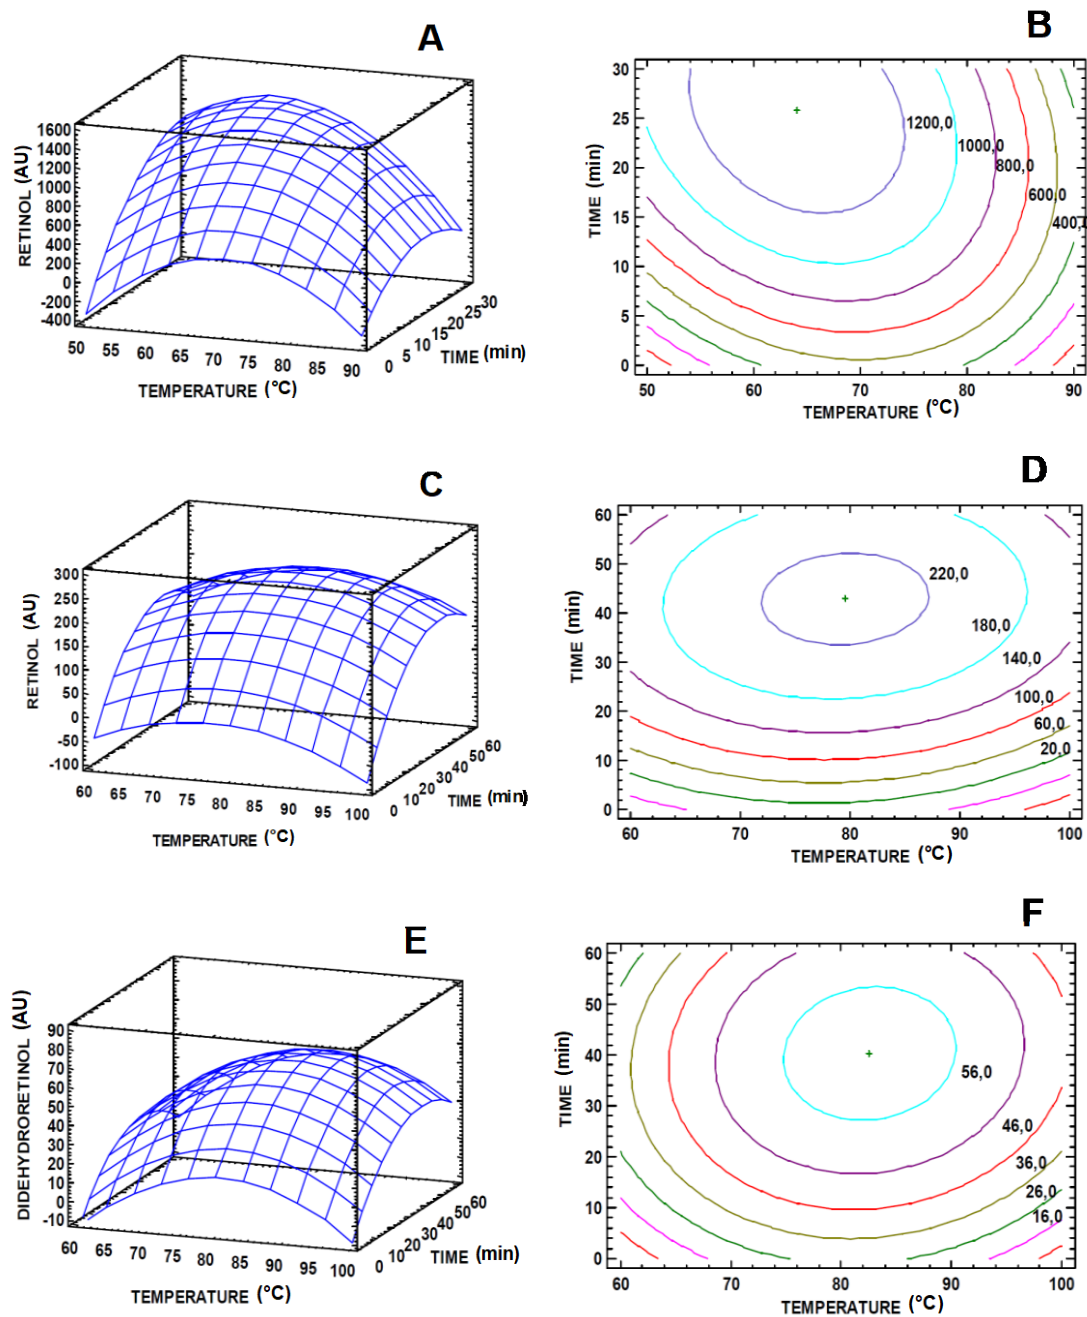 A
1600
1400
1200
1000
800
600
400
200
0
-200
-400
RETINOL (AU)
50 55 60 65 70 75 80 85 90
TEMPERATURE (°C)
0 5 10 15 20 25 30
TIME (min)
B
30
25
20
15
10
5
0
TIME (min)
1200,0
1000,0
800,0
600,0
400,
50 60 70 80 90
TEMPERATURE (°C)
C
300
250
200
150
100
50
0
-50
-100
RETINOL (AU)
60 65 70 75 80 85 90 95 100
TEMPERATURE (°C)
0 10 20 30 40 50 60
TIME (min)
D
60
50
40
30
20
10
0
TIME (min)
220,0
180,0
140,0
100,0
60,0
20,0
60 70 80 90 100
TEMPERATURE (°C)
E
90
80
70
60
50
40
30
20
10
0
-10
DIDEHYDRORETINOL (AU)
60 65 70 75 80 85 90 95 100
TEMPERATURE (°C)
0 10 20 30 40 50 60
TIME (min)
F
60
50
40
30
20
10
0
TIME (min)
56,0
46,0
36,0
26,0
16,0
60 70 80 90 100
TEMPERATURE (°C)